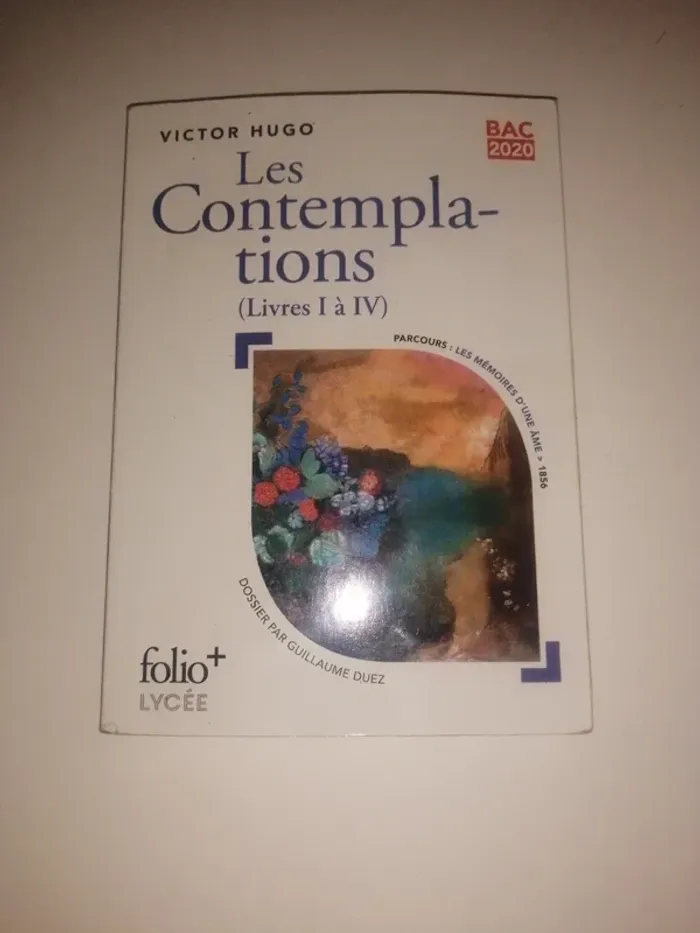 VICTOR HUGO
BAC
2020
Les
Contempla-
tions
(Livres I à IV)
PARCOURS : LES MÉMOIRES D'UNE ÂME > 1856
DOSSIER PAR GUILLAUME DUEZ
folio+
LYCÉE